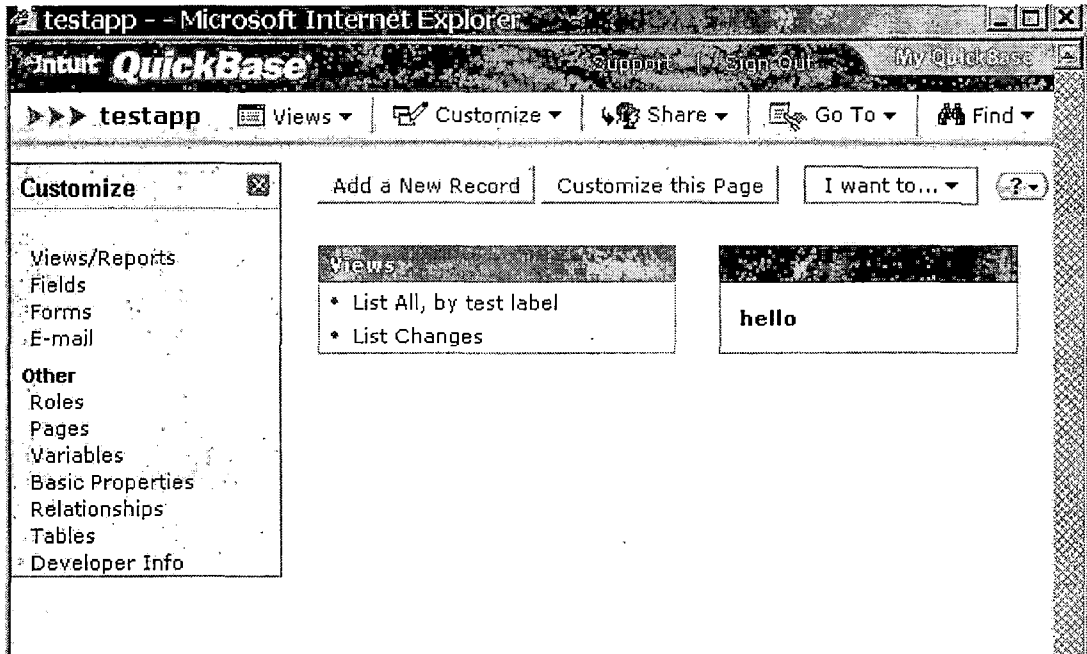 testapp - - Microsoft Internet Explorer
intuit QuickBase Support | Sign Out My QuickBase
testapp Views Customize Share Go To Find
Customize
Add a New Record Customize this Page I want to... ?
Views/Reports
Fields
Forms
E-mail
Other
Roles
Pages
Variables
Basic Properties
Relationships
Tables
Developer Info
Views
• List All, by test label
• List Changes
hello